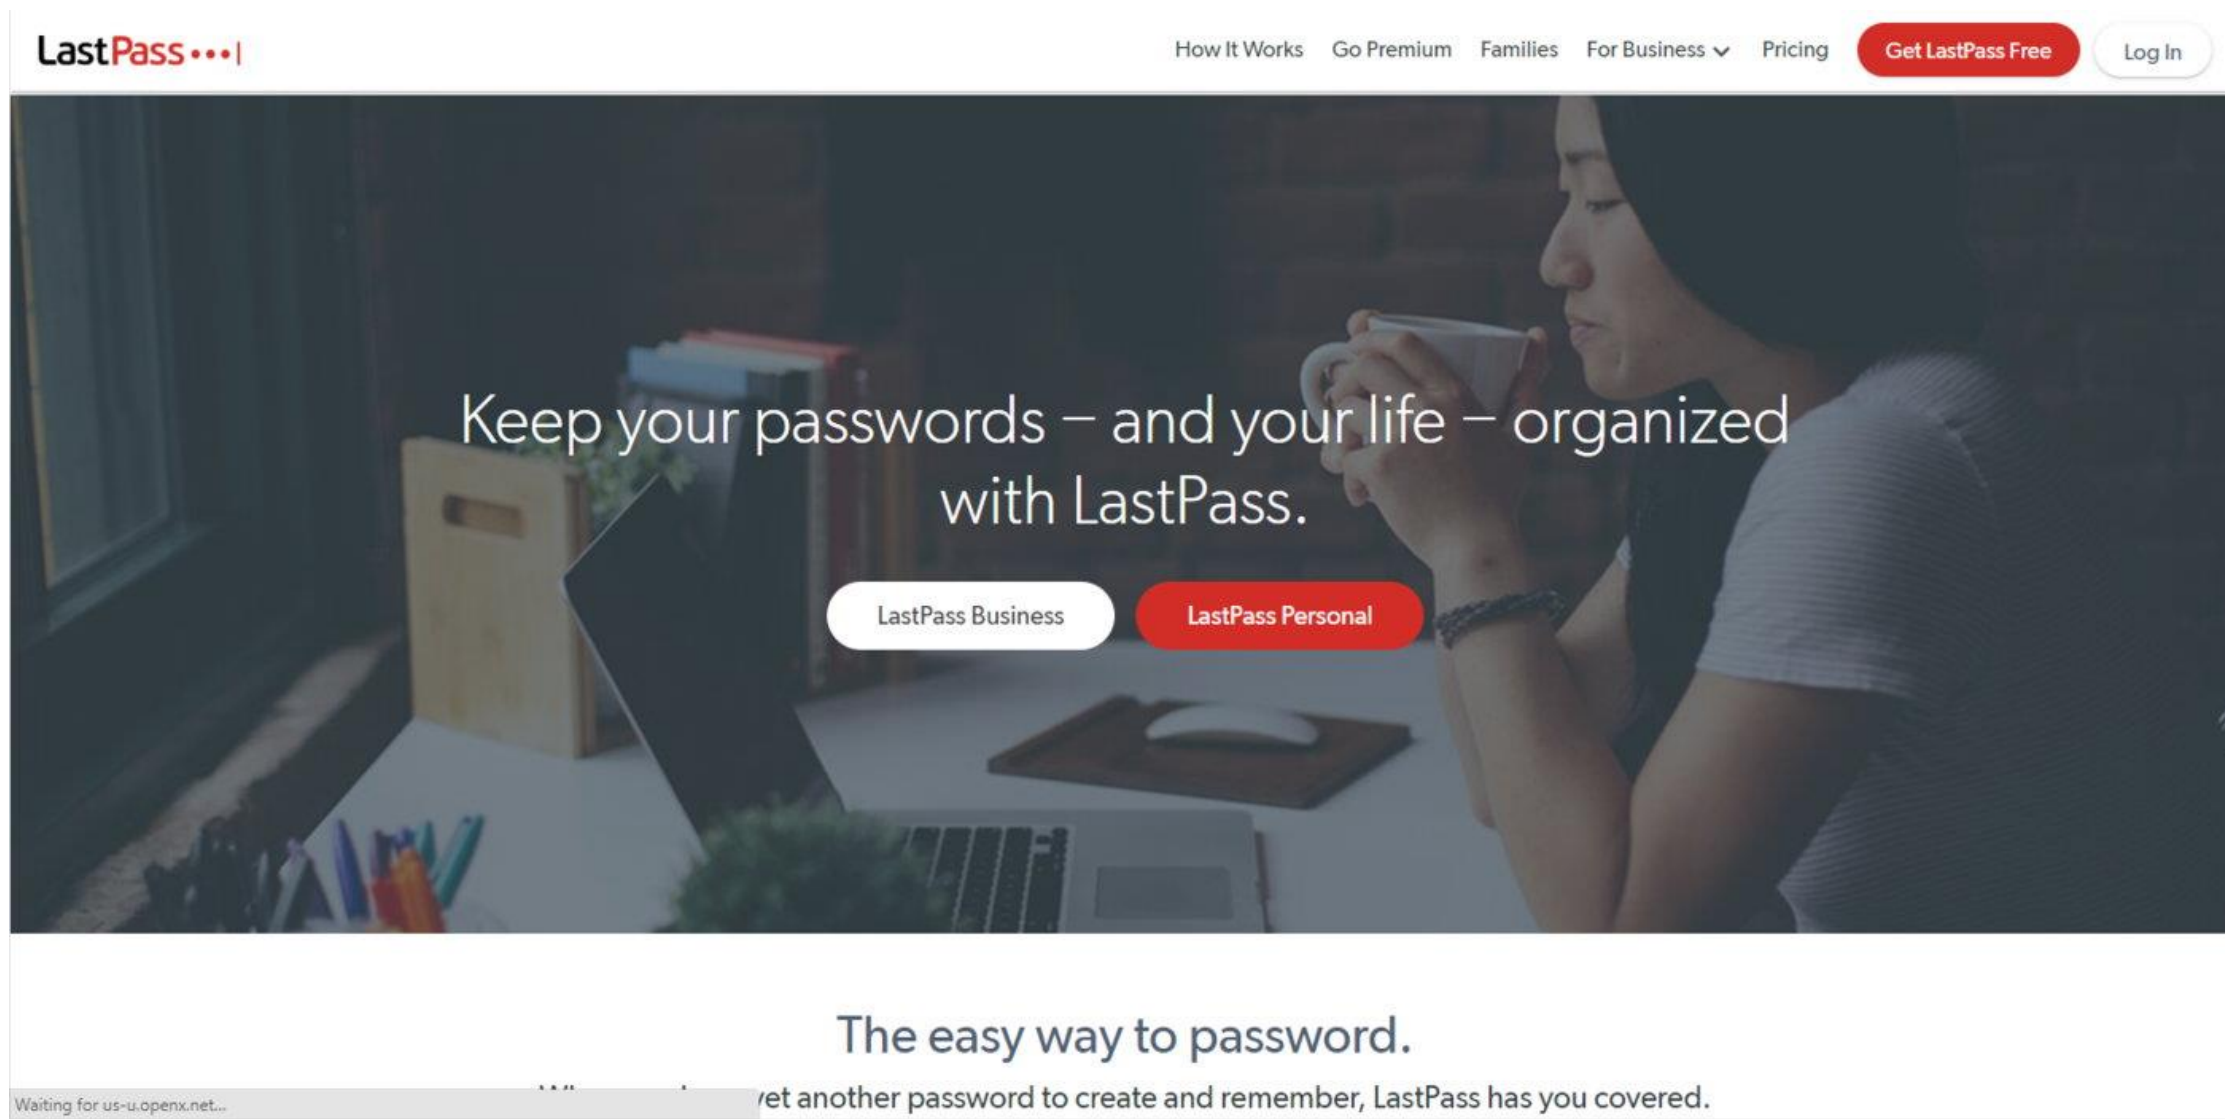 LastPass
How It Works Go Premium Families For Business Pricing Get LastPass Free Log In
Keep your passwords – and your life – organized
with LastPass.
LastPass Business LastPass Personal
The easy way to password.
yet another password to create and remember, LastPass has you covered.
Waiting for us-u.openx.net...